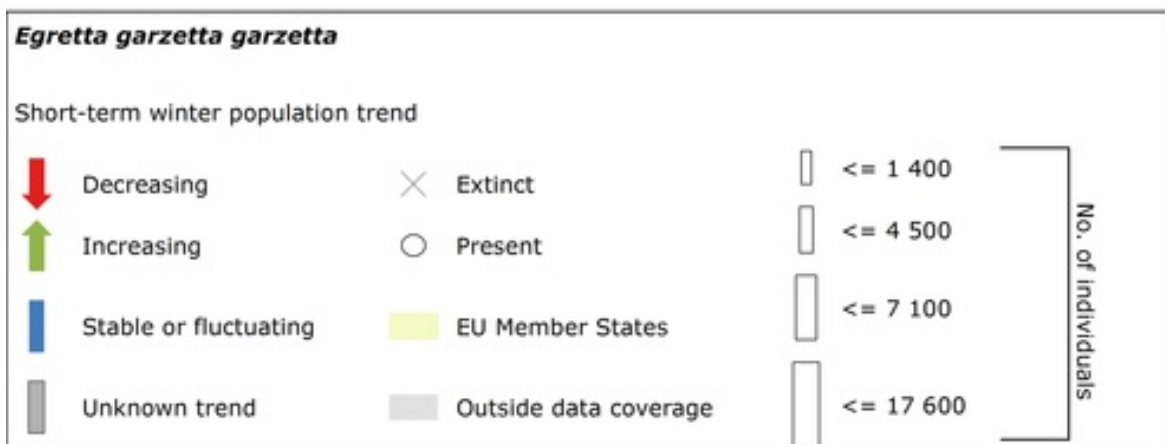 Egretta garzetta garzetta
Short-term winter population trend
Decreasing
Increasing
Stable or fluctuating
Unknown trend
Extinct
Present
EU Member States
Outside data coverage
<= 1 400
<= 4 500
<= 7 100
<= 17 600
No. of individuals